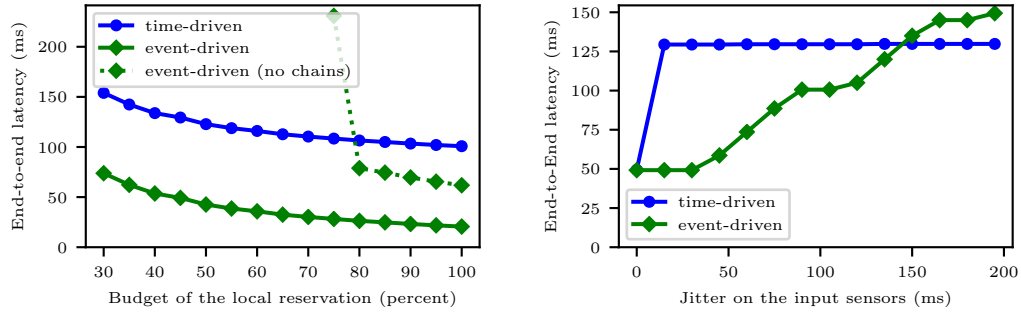 End-to-end latency (ms)
200
150
100
50
0
time-driven
event-driven
event-driven (no chains)
30 40 50 60 70 80 90 100
Budget of the local reservation (percent)
End-to-End latency (ms)
150
125
100
75
50
25
0
time-driven
event-driven
0 50 100 150 200
Jitter on the input sensors (ms)